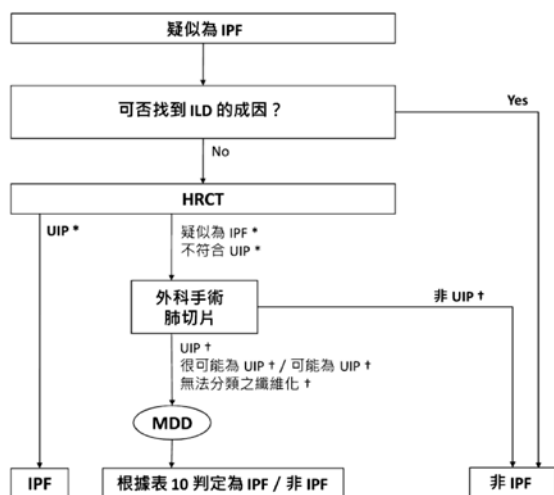 疑似為 IPF
可否找到 ILD 的成因？
Yes
No
HRCT
UIP *
疑似為 IPF *
不符合 UIP *
外科手術
肺切片
非 UIP †
UIP †
很可能為 UIP † / 可能為 UIP †
無法分類之纖維化 †
MDD
IPF
根據表 10 判定為 IPF / 非 IPF
非 IPF